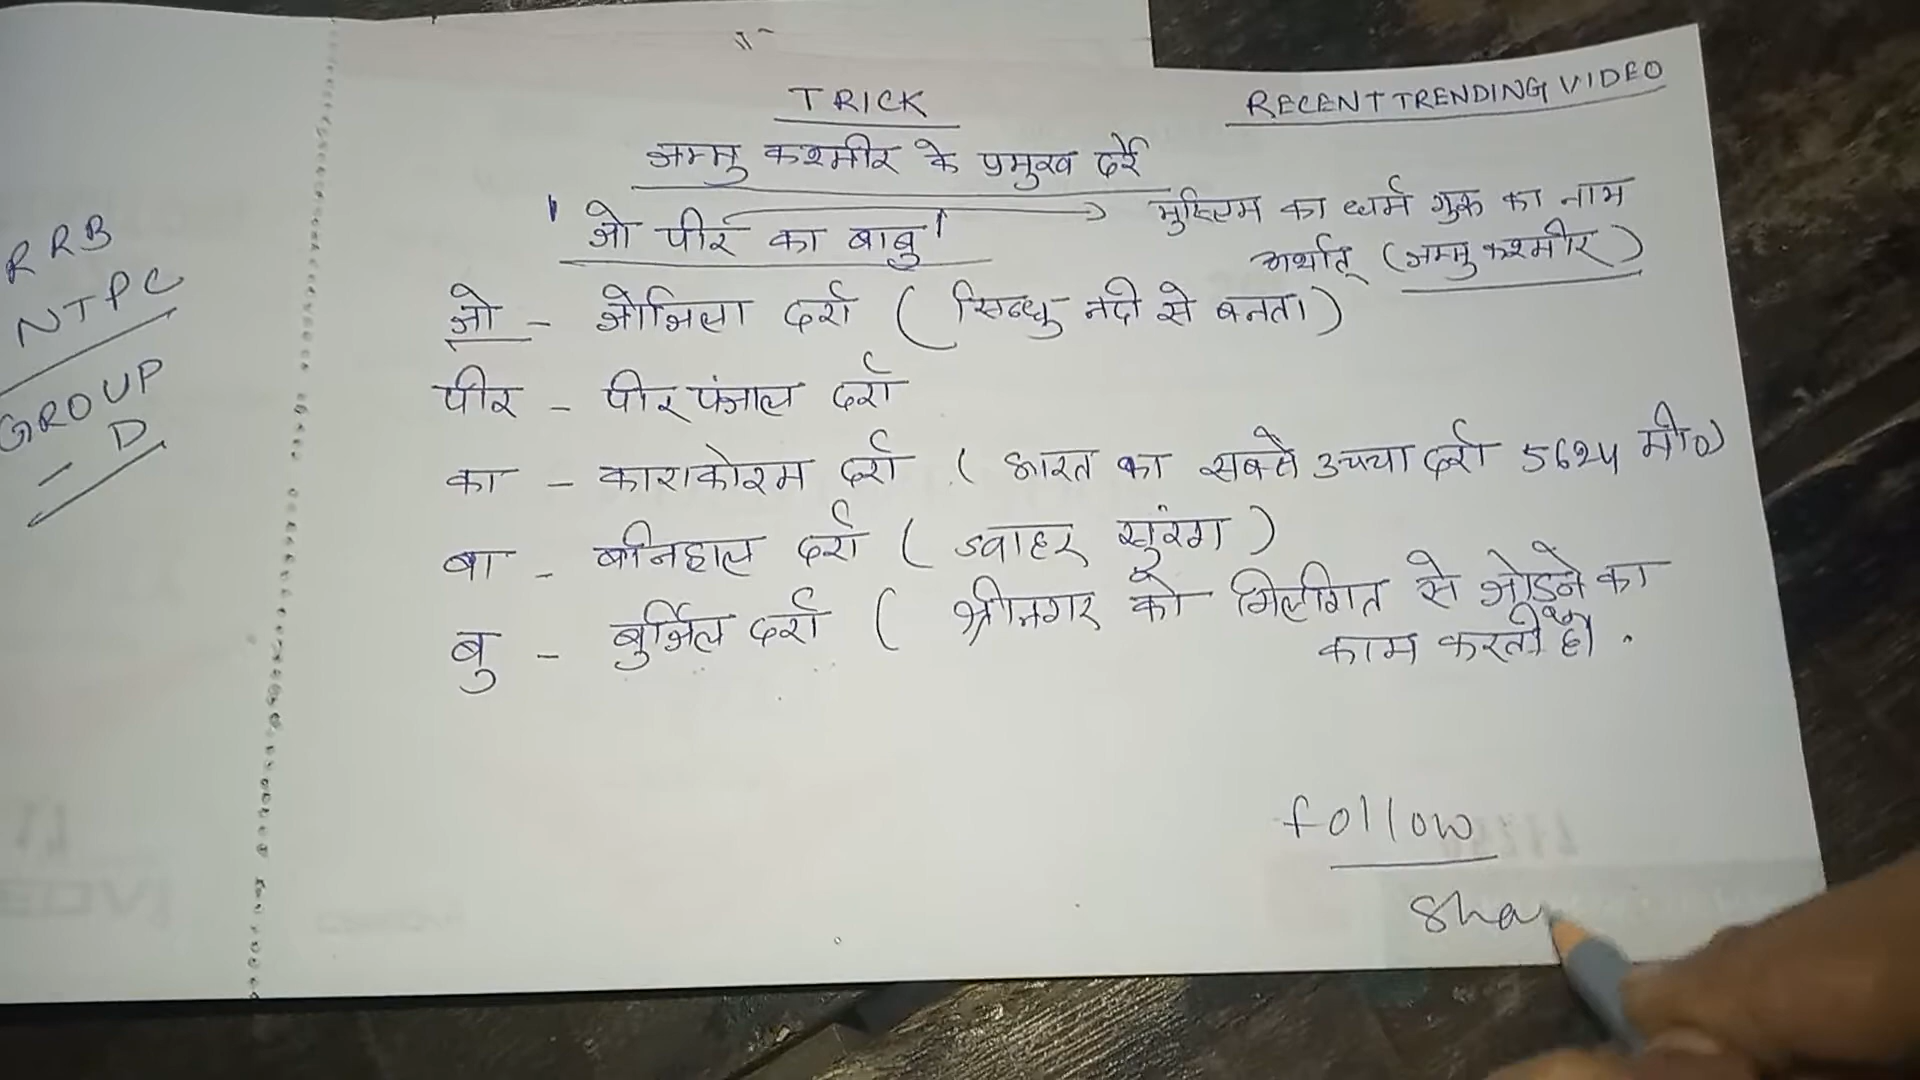 TRICK
RECENT TRENDING VIDEO
जम्मु कश्मीर के प्रमुख दर्रे
'जो पीर का बाबु' → मुस्लिम का धर्म गुरू का नाम
अर्थात् (जम्मु कश्मीर)
जो - जोजिला दर्रा (सिन्धु नदी से बनता)
पीर - पीर पंजाल दर्रा
का - काराकोरम दर्रा (भारत का सबसे उच्चा दर्रा 5624 मी०)
बा - बनिहाल दर्रा (जवाहर सुरंग)
बु - बुर्जिल दर्रा (श्रीनगर को गिलगित से जोडने का
काम करती है।
RRB
NTPC
GROUP
- D
follow
sha